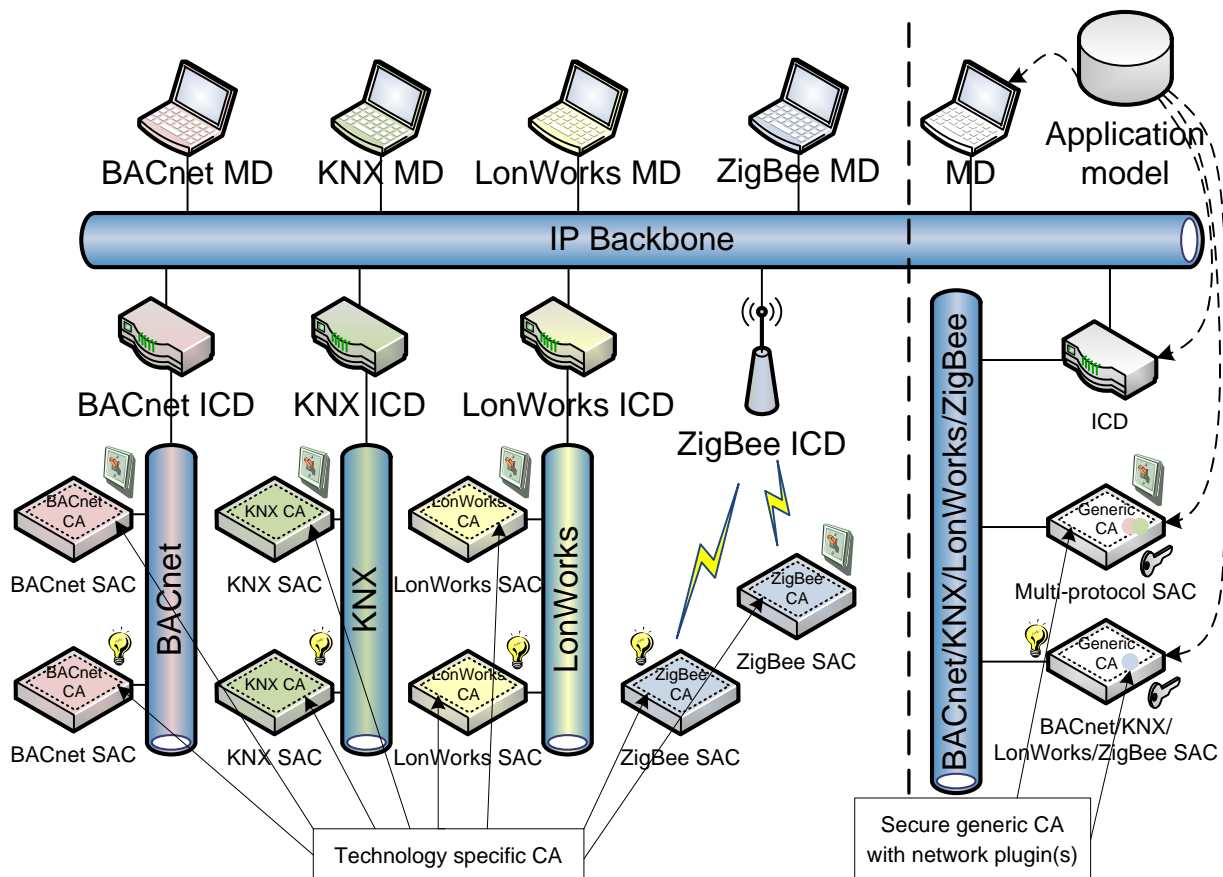 BACnet MD
KNX MD
LonWorks MD
ZigBee MD
MD
Application
model
IP Backbone
BACnet ICD
KNX ICD
LonWorks ICD
ZigBee ICD
ICD
BACnet/KNX/LonWorks/ZigBee
BACnet
CA
BACnet SAC
KNX CA
KNX SAC
LonWorks
CA
LonWorks SAC
ZigBee
CA
ZigBee SAC
Generic
CA
Multi-protocol SAC
BACnet
KNX
LonWorks
BACnet
CA
BACnet SAC
KNX CA
KNX SAC
LonWorks
CA
LonWorks SAC
ZigBee
CA
ZigBee SAC
Generic
CA
BACnet/KNX/
LonWorks/ZigBee SAC
Technology specific CA
Secure generic CA
with network plugin(s)